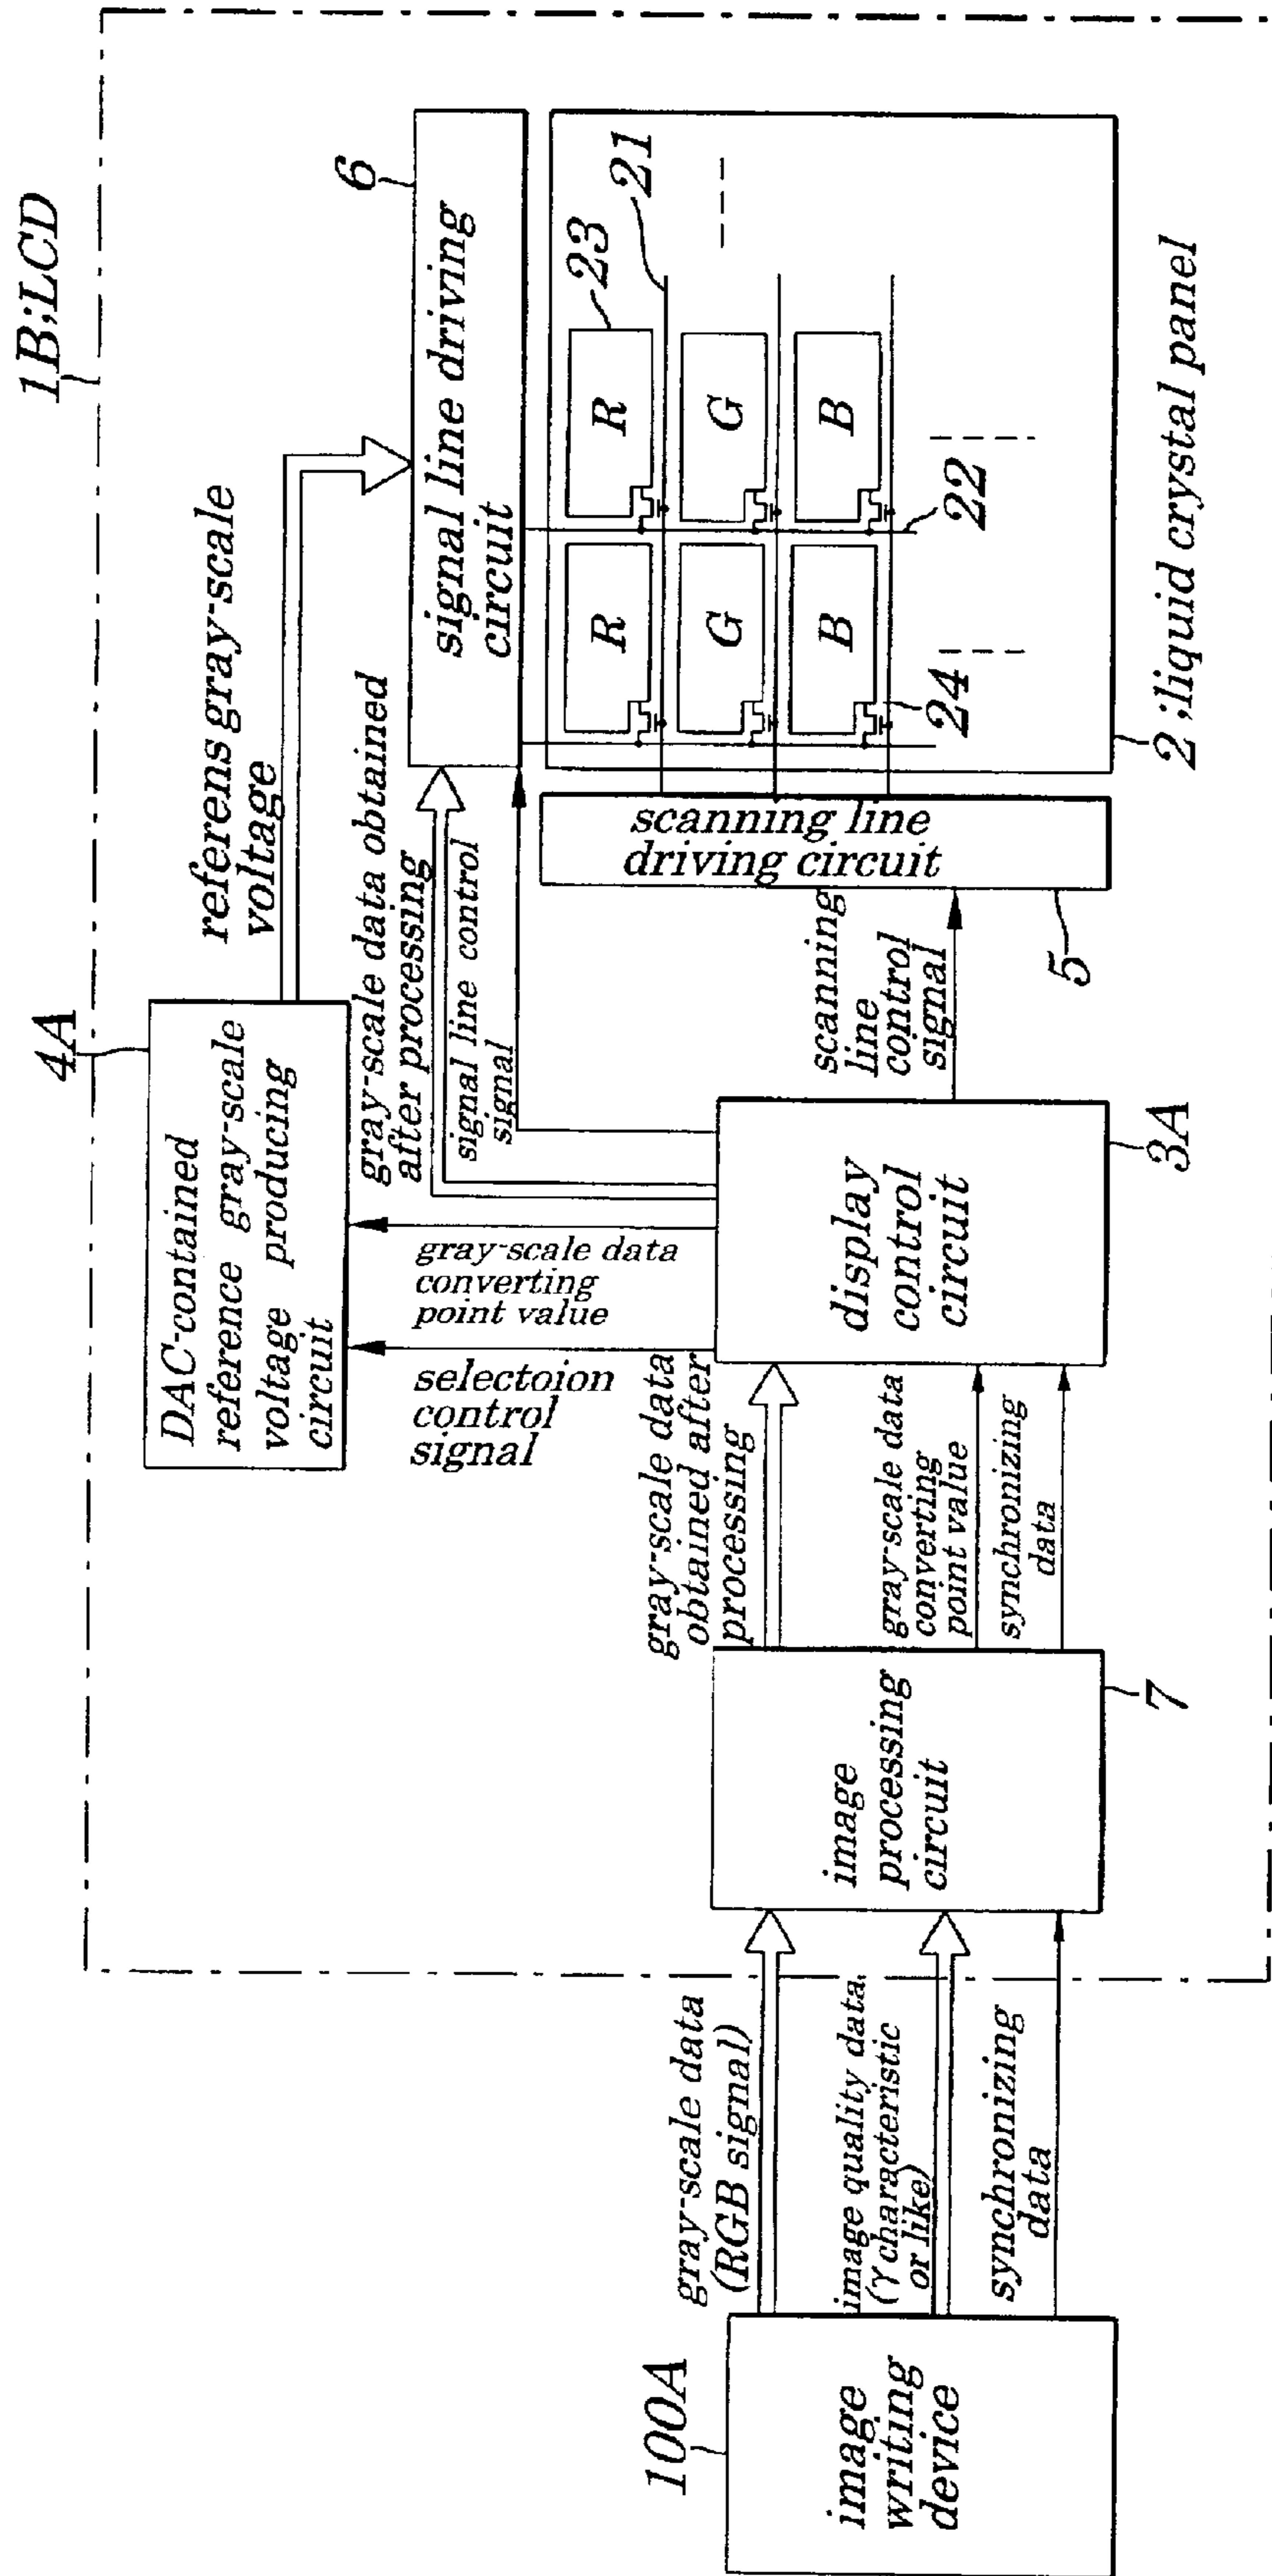 1B;LCD
4A
DAC-contained
reference gray-scale
voltage producing
circuit
referens gray-scale
voltage
6
signal line driving
circuit
gray-scale data obtained
after processing
signal line control
signal
gray-scale data
converting
point value
selectoion
control
signal
R
R
23
21
G
G
B
B
22
24
2 ;liquid crystal panel
scanning line
driving circuit
5
scanning
line
control
signal
display
control
circuit
3A
gray-scale data
obtained after
processing
gray-scale data
converting
point value
synchronizing
data
image
processing
circuit
7
gray-scale data
(RGB signal)
image quality data
(γ characteristic
or like)
synchronizing
data
100A
image
writing
device